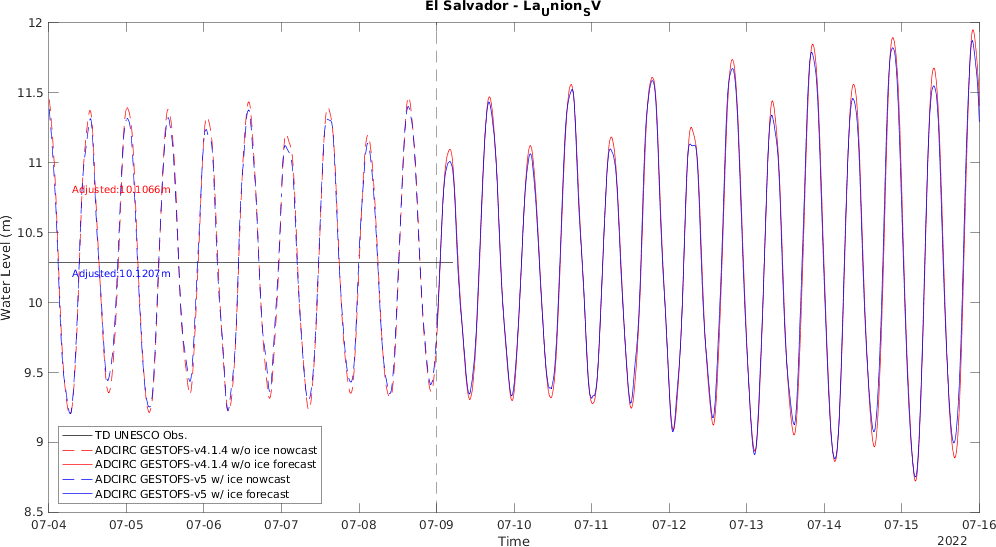 El Salvador - LaUnionSV
12
11.5
11
10.5
10
9.5
9
8.5
Water Level (m)
Adjusted:10.1066m
Adjusted:10.1207m
TD UNESCO Obs.
ADCIRC GESTOFS-v4.1.4 w/o ice nowcast
ADCIRC GESTOFS-v4.1.4 w/o ice forecast
ADCIRC GESTOFS-v5 w/ ice nowcast
ADCIRC GESTOFS-v5 w/ ice forecast
07-04 07-05 07-06 07-07 07-08 07-09 07-10 07-11 07-12 07-13 07-14 07-15 07-16
Time
2022